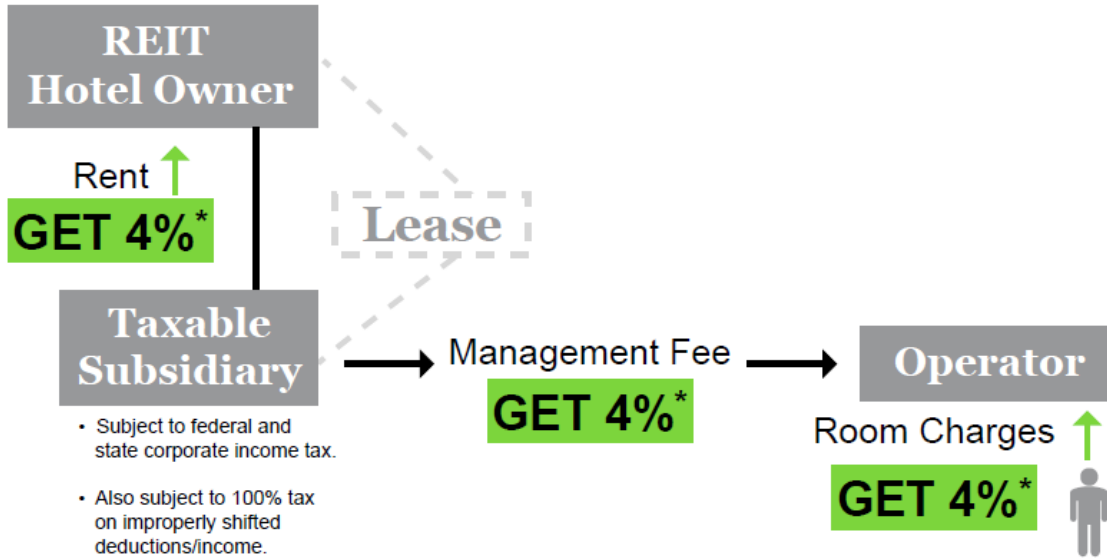 REIT
Hotel Owner
Rent
GET 4%*
Lease
Taxable
Subsidiary
• Subject to federal and
state corporate income tax.
• Also subject to 100% tax
on improperly shifted
deductions/income.
Management Fee
GET 4%*
Operator
Room Charges
GET 4%*